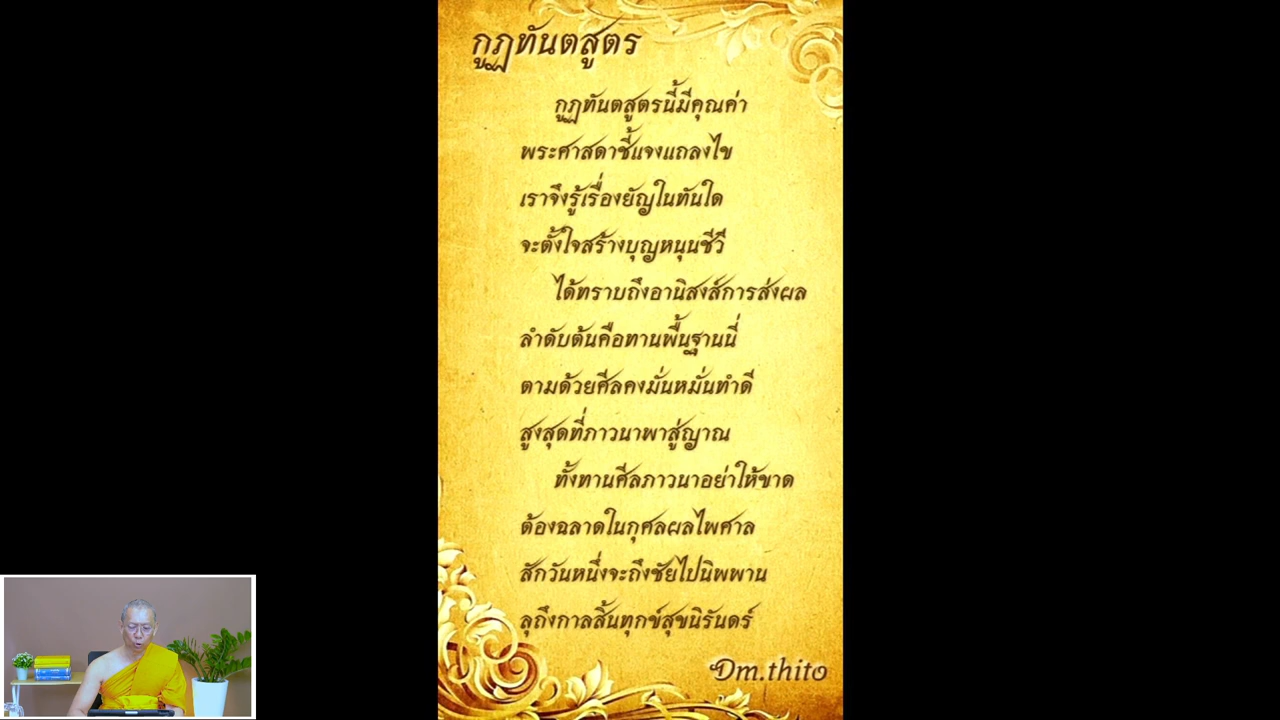 กูฏทันตสูตร
กูฏทันตสูตรนี้มีคุณค่า
พระศาสดาชี้แจงแถลงไข
เราจึงรู้เรื่องยัญในทันใด
จะตั้งใจสร้างบุญหนุนชีวี
ได้ทราบถึงอานิสงส์การส่งผล
ลำดับต้นคือทานพื้นฐานนี่
ตามด้วยศีลคงมั่นหมั่นทำดี
สูงสุดที่ภาวนาพาสู่ญาณ
ทั้งทานศีลภาวนาอย่าให้ขาด
ต้องฉลาดในกุศลผลไพศาล
สักวันหนึ่งจะถึงชัยไปนิพพาน
ลุถึงกาลสิ้นทุกข์สุขนิรันดร์
Dm.thito